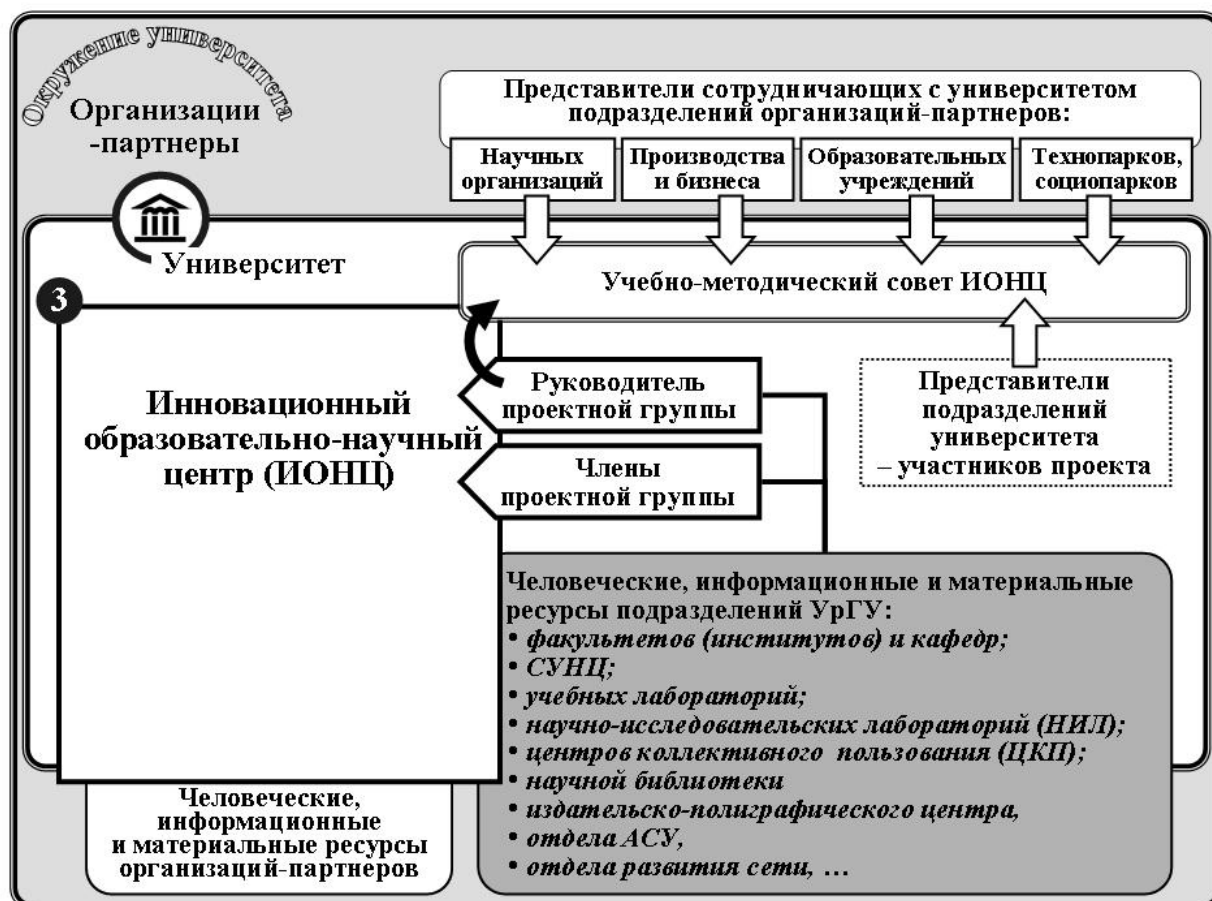 Окружение университета
Организации
-партнеры
Представители сотрудничающих с университетом
подразделений организаций-партнеров:
Научных
организаций
Производства
и бизнеса
Образовательных
учреждений
Технопарков,
социопарков
Университет
Учебно-методический совет ИОНЦ
3
Инновационный
образовательно-научный
центр (ИОНЦ)
Руководитель
проектной группы
Члены
проектной группы
Представители
подразделений
университета
– участников проекта
Человеческие, информационные и материальные
ресурсы подразделений УрГУ:
• факультетов (институтов) и кафедр;
• СУНЦ;
• учебных лабораторий;
• научно-исследовательских лабораторий (НИЛ);
• центров коллективного пользования (ЦКП);
• научной библиотеки
• издательско-полиграфического центра,
• отдела АСУ,
• отдела развития сети, …
Человеческие,
информационные
и материальные ресурсы
организаций-партнеров